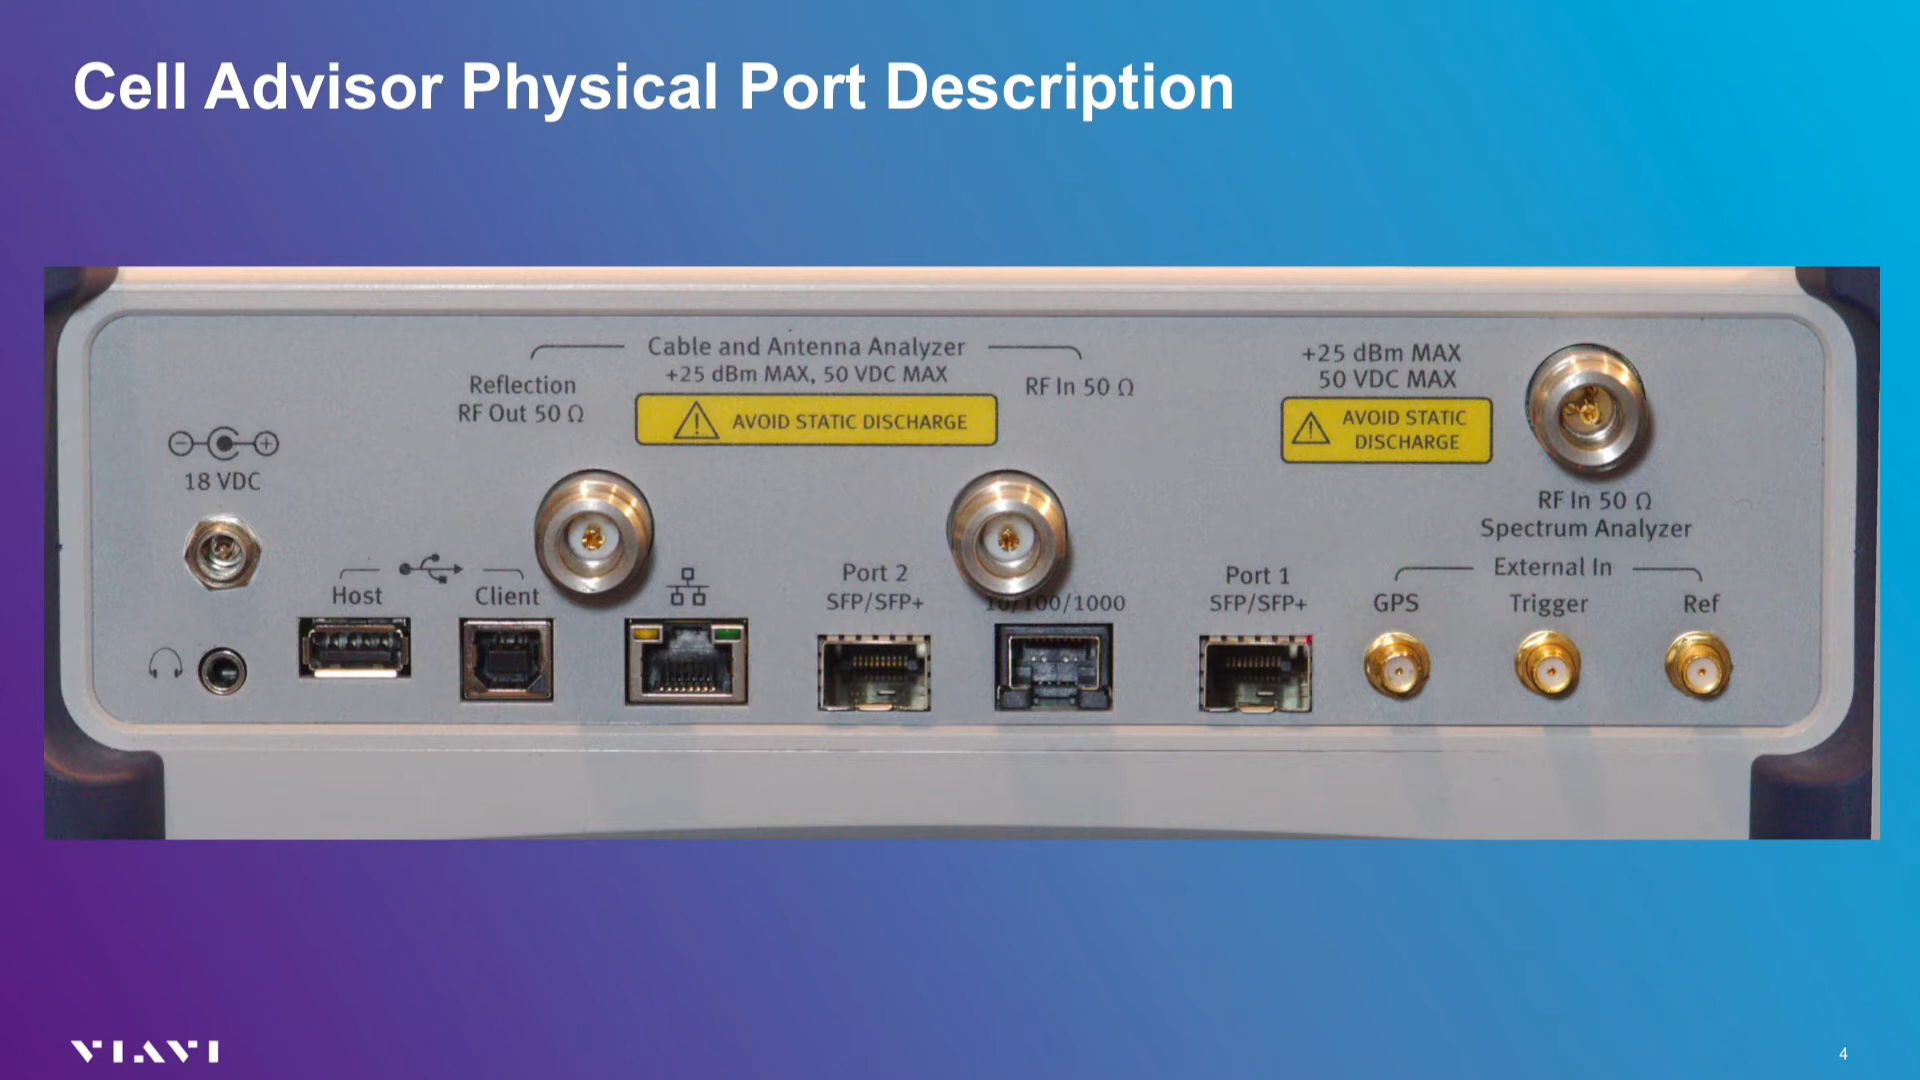 Cell Advisor Physical Port Description
Cable and Antenna Analyzer
+25 dBm MAX, 50 VDC MAX
Reflection
RF Out 50 Ω
AVOID STATIC DISCHARGE
RF In 50 Ω
+25 dBm MAX
50 VDC MAX
AVOID STATIC
DISCHARGE
RF In 50 Ω
Spectrum Analyzer
18 VDC
Host
Client
Port 2
SFP/SFP+
10/100/1000
Port 1
SFP/SFP+
External In
GPS
Trigger
Ref
VIAVI
4